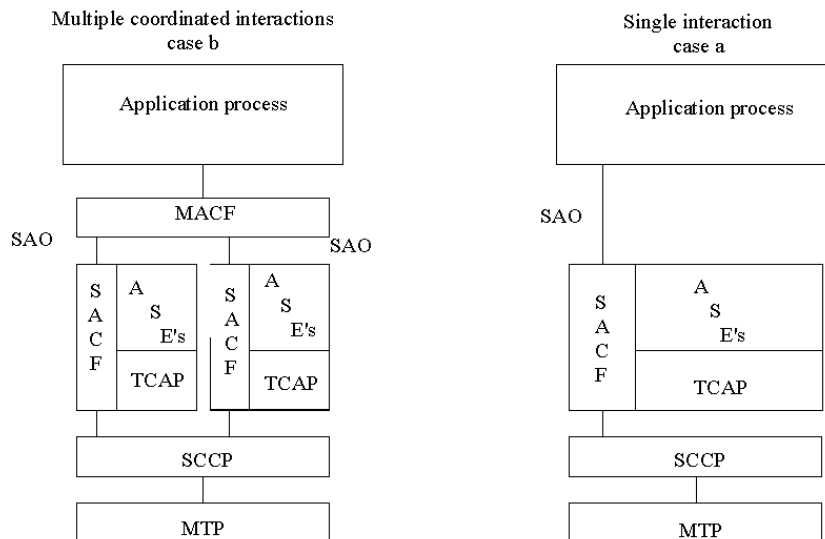 Multiple coordinated interactions
case b
Application process
MACF
SAO
SAO
S
A
C
F
A
S
E's
TCAP
S
A
C
F
A
S
E's
TCAP
SCCP
MTP
Single interaction
case a
Application process
SAO
S
A
C
F
A
S
E's
TCAP
SCCP
MTP